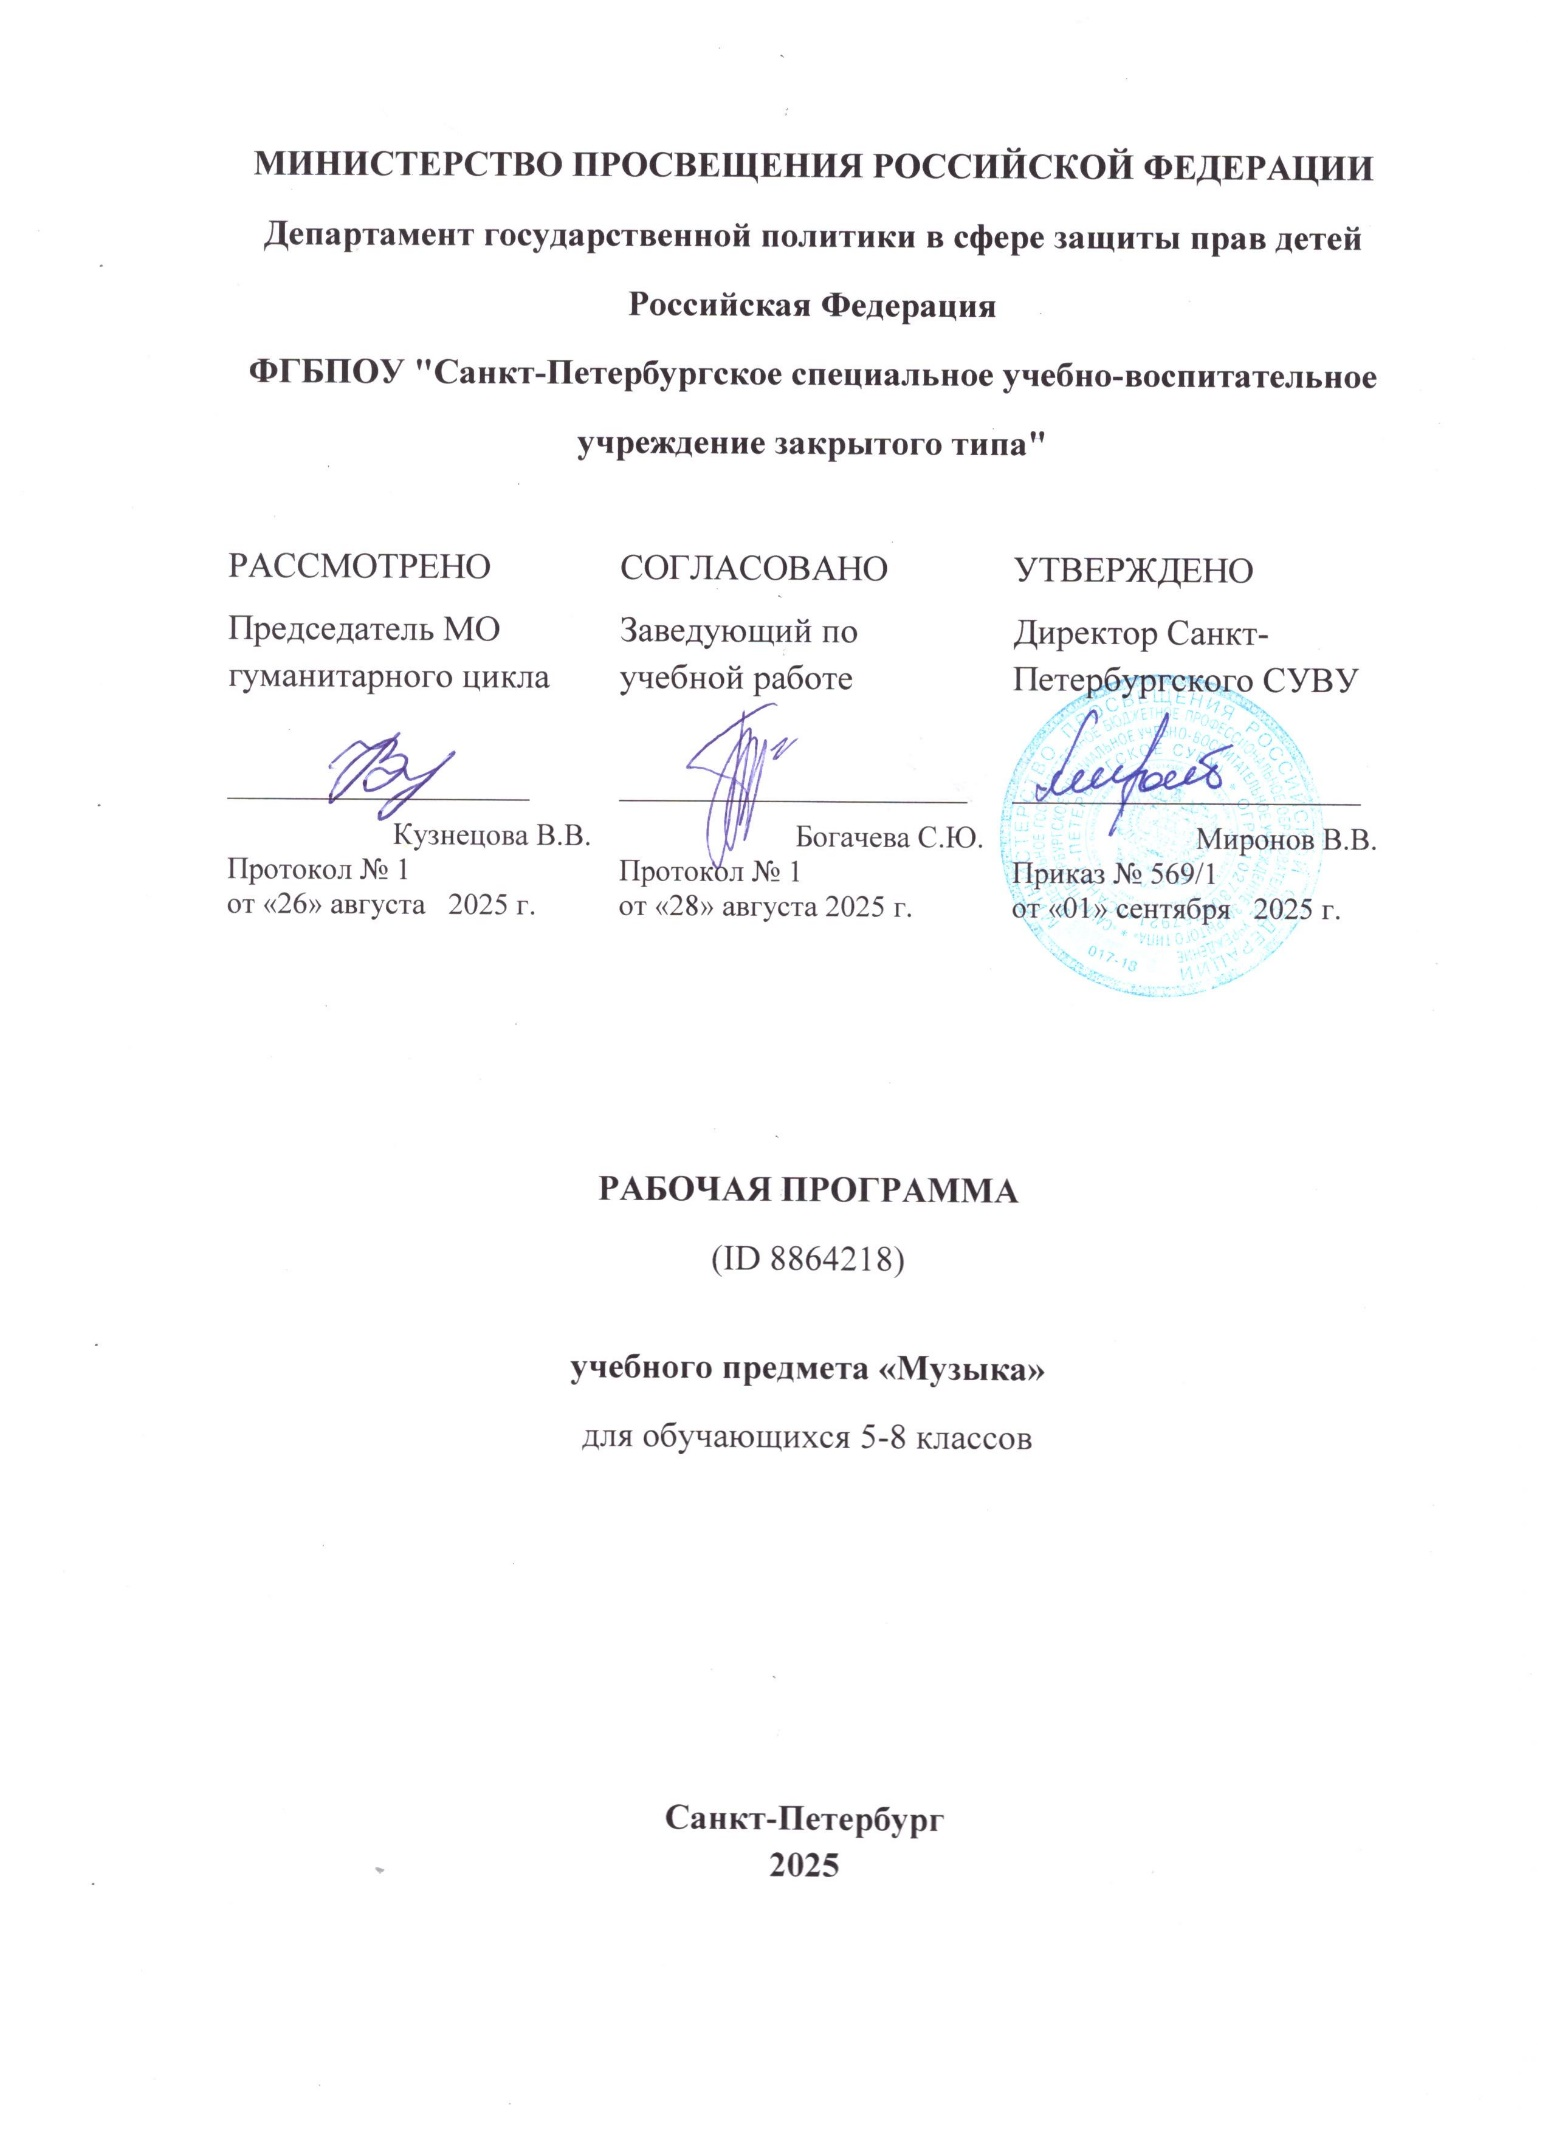 МИНИСТЕРСТВО ПРОСВЕЩЕНИЯ РОССИЙСКОЙ ФЕДЕРАЦИИ
Департамент государственной политики в сфере защиты прав детей
Российская Федерация
ФГБПОУ "Санкт-Петербургское специальное учебно-воспитательное
учреждение закрытого типа"
РАССМОТРЕНО
Председатель МО
гуманитарного цикла
Кузнецова В.В.
Протокол № 1
от «26» августа 2025 г.
СОГЛАСОВАНО
Заведующий по
учебной работе
Богачева С.Ю.
Протокол № 1
от «28» августа 2025 г.
УТВЕРЖДЕНО
Директор Санкт-
Петербургского СУВУ
Миронов В.В.
Приказ № 569/1
от «01» сентября 2025 г.
017-18
РАБОЧАЯ ПРОГРАММА
(ID 8864218)
учебного предмета «Музыка»
для обучающихся 5-8 классов
Санкт-Петербург
2025